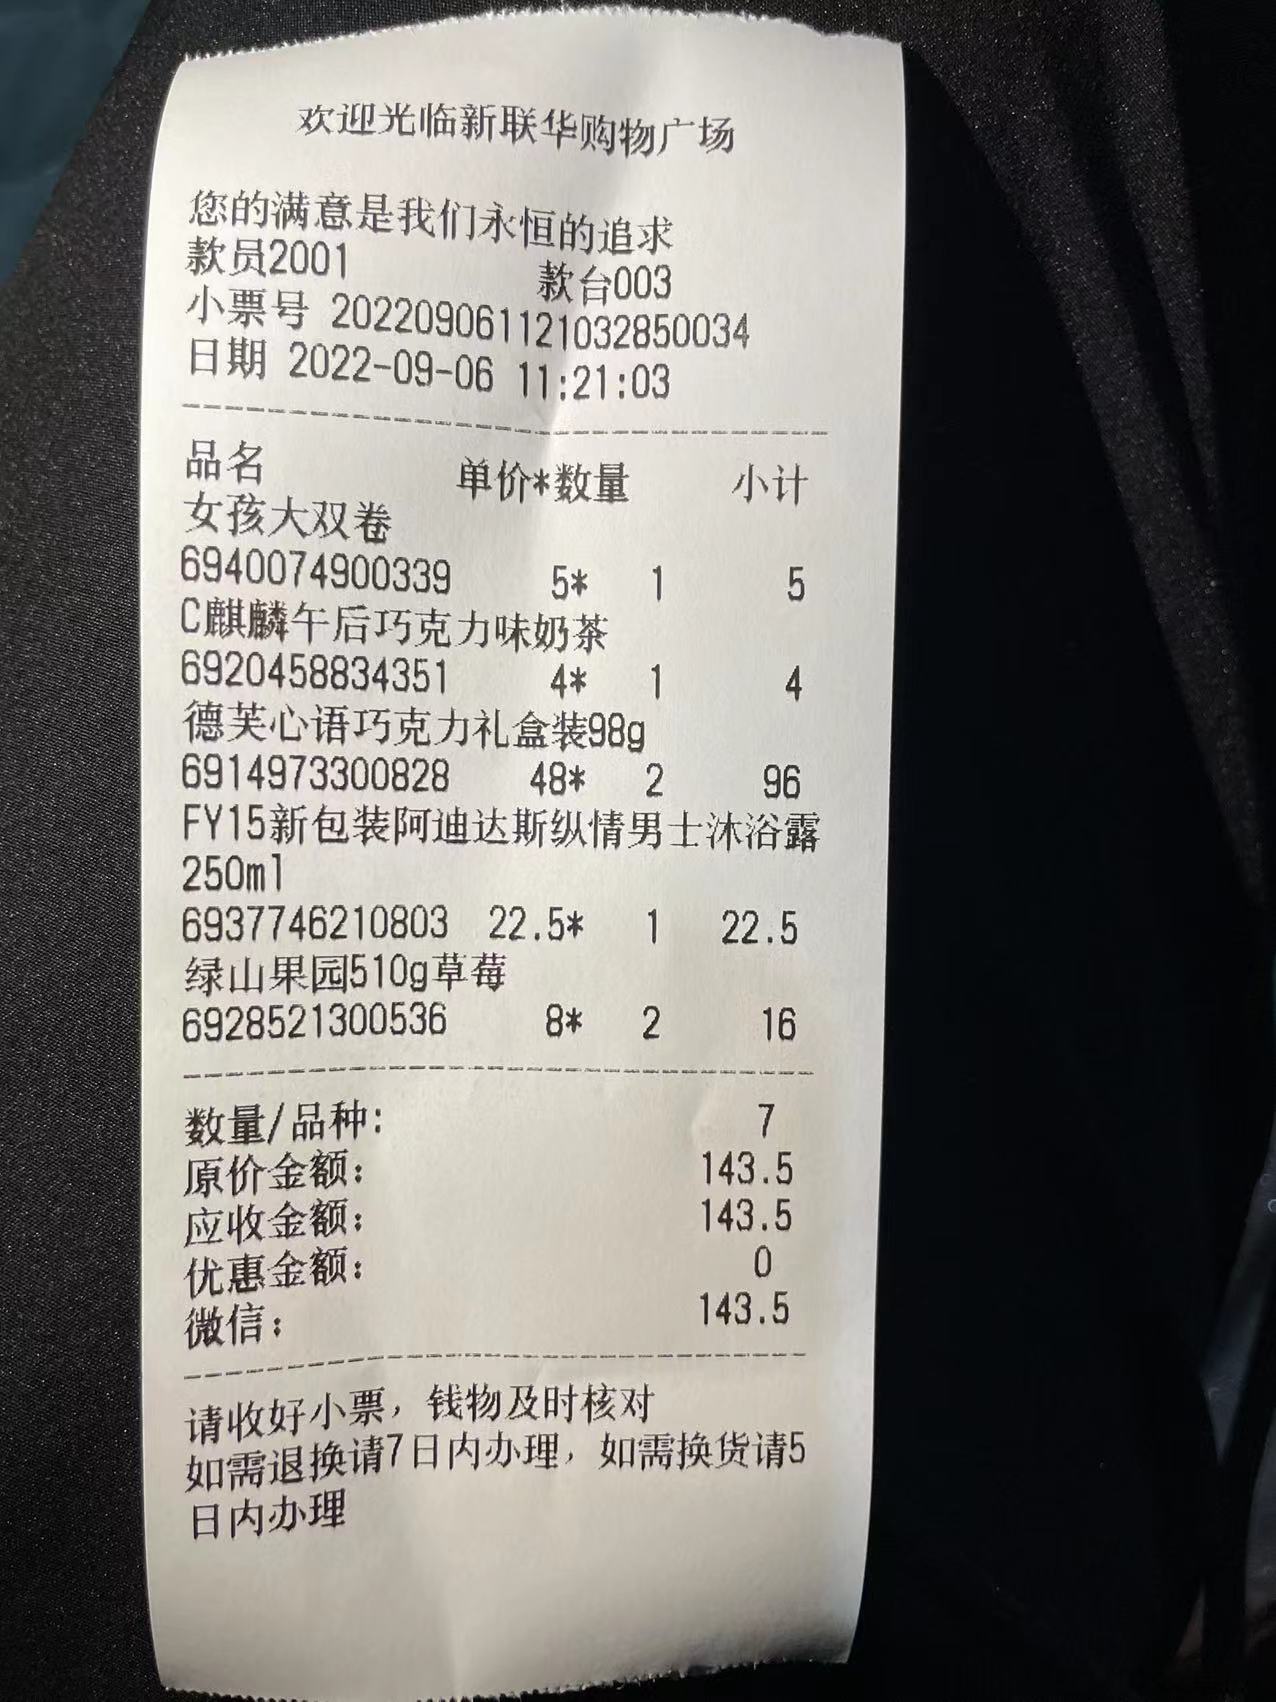 欢迎光临新联华购物广场
您的满意是我们永恒的追求
款员2001 款台003
小票号 202209061121032850034
日期 2022-09-06 11:21:03
品名 单价*数量 小计
女孩大双卷
6940074900339 5* 1 5
C麒麟午后巧克力味奶茶
6920458834351 4* 1 4
德芙心语巧克力礼盒装98g
6914973300828 48* 2 96
FY15新包装阿迪达斯纵情男士沐浴露
250ml
6937746210803 22.5* 1 22.5
绿山果园510g草莓
6928521300536 8* 2 16
数量/品种: 7
原价金额: 143.5
应收金额: 143.5
优惠金额: 0
微信: 143.5
请收好小票，钱物及时核对
如需退换请7日内办理，如需换货请5
日内办理